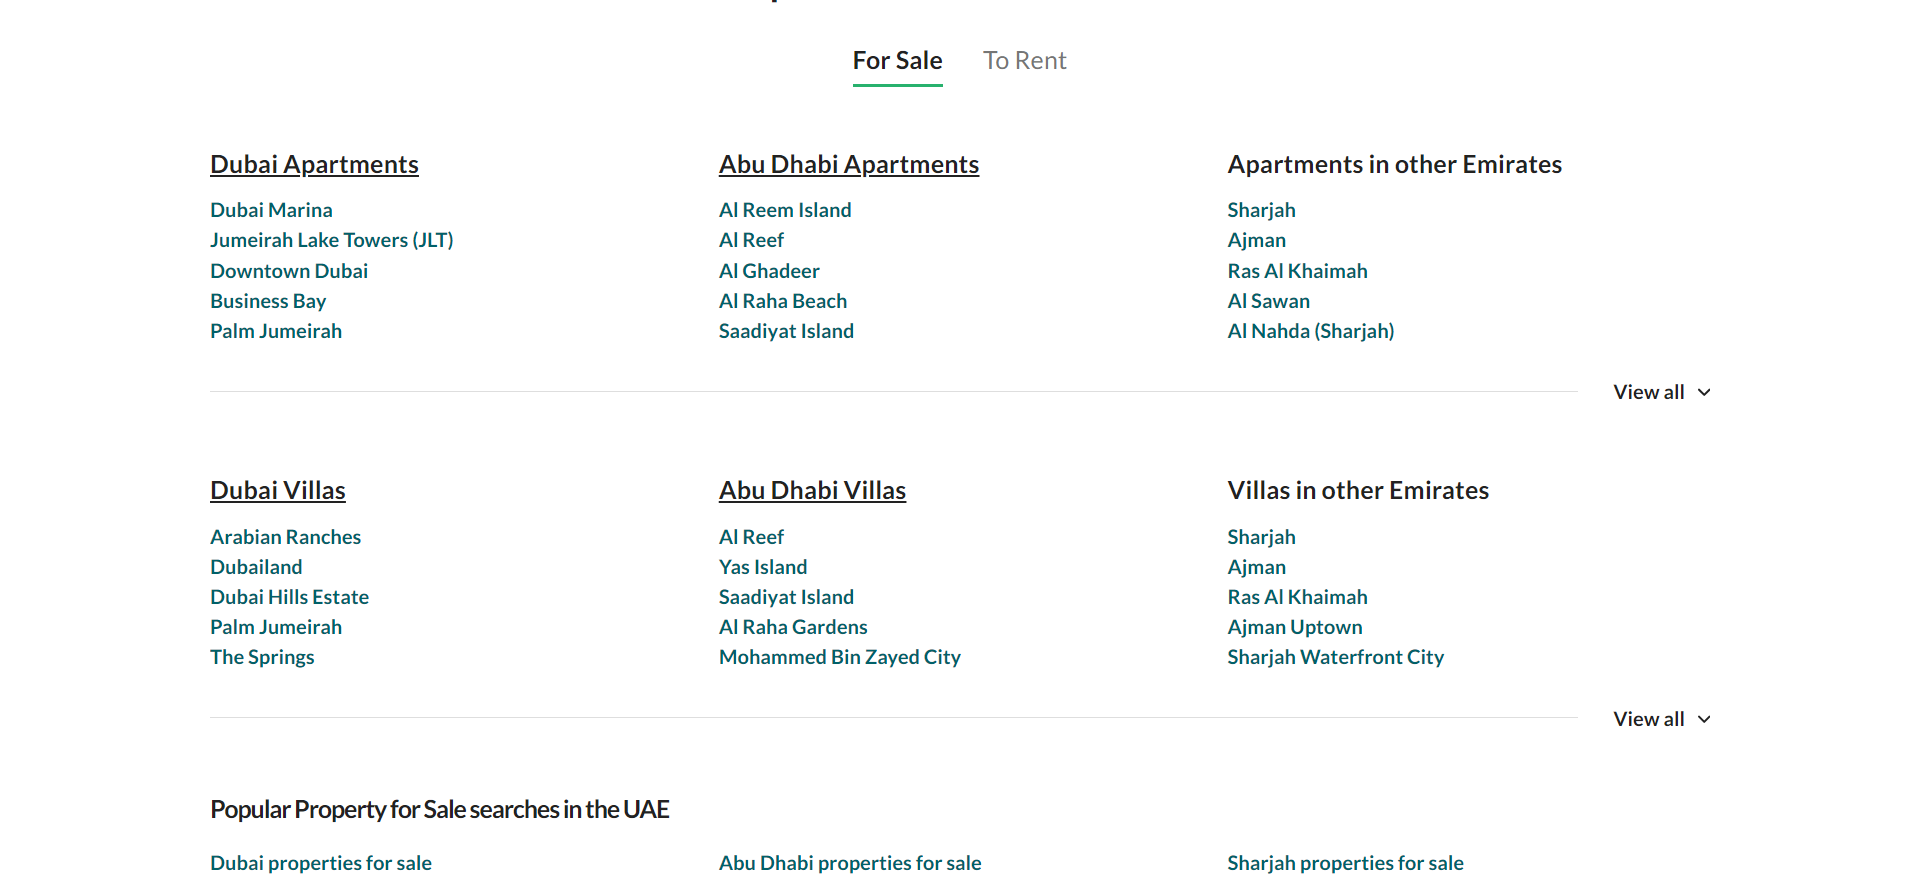 For Sale
To Rent
Dubai Apartments
Dubai Marina
Jumeirah Lake Towers (JLT)
Downtown Dubai
Business Bay
Palm Jumeirah
Abu Dhabi Apartments
Al Reem Island
Al Reef
Al Ghadeer
Al Raha Beach
Saadiyat Island
Apartments in other Emirates
Sharjah
Ajman
Ras Al Khaimah
Al Sawan
Al Nahda (Sharjah)
View all
Dubai Villas
Arabian Ranches
Dubailand
Dubai Hills Estate
Palm Jumeirah
The Springs
Abu Dhabi Villas
Al Reef
Yas Island
Saadiyat Island
Al Raha Gardens
Mohammed Bin Zayed City
Villas in other Emirates
Sharjah
Ajman
Ras Al Khaimah
Ajman Uptown
Sharjah Waterfront City
View all
Popular Property for Sale searches in the UAE
Dubai properties for sale
Abu Dhabi properties for sale
Sharjah properties for sale